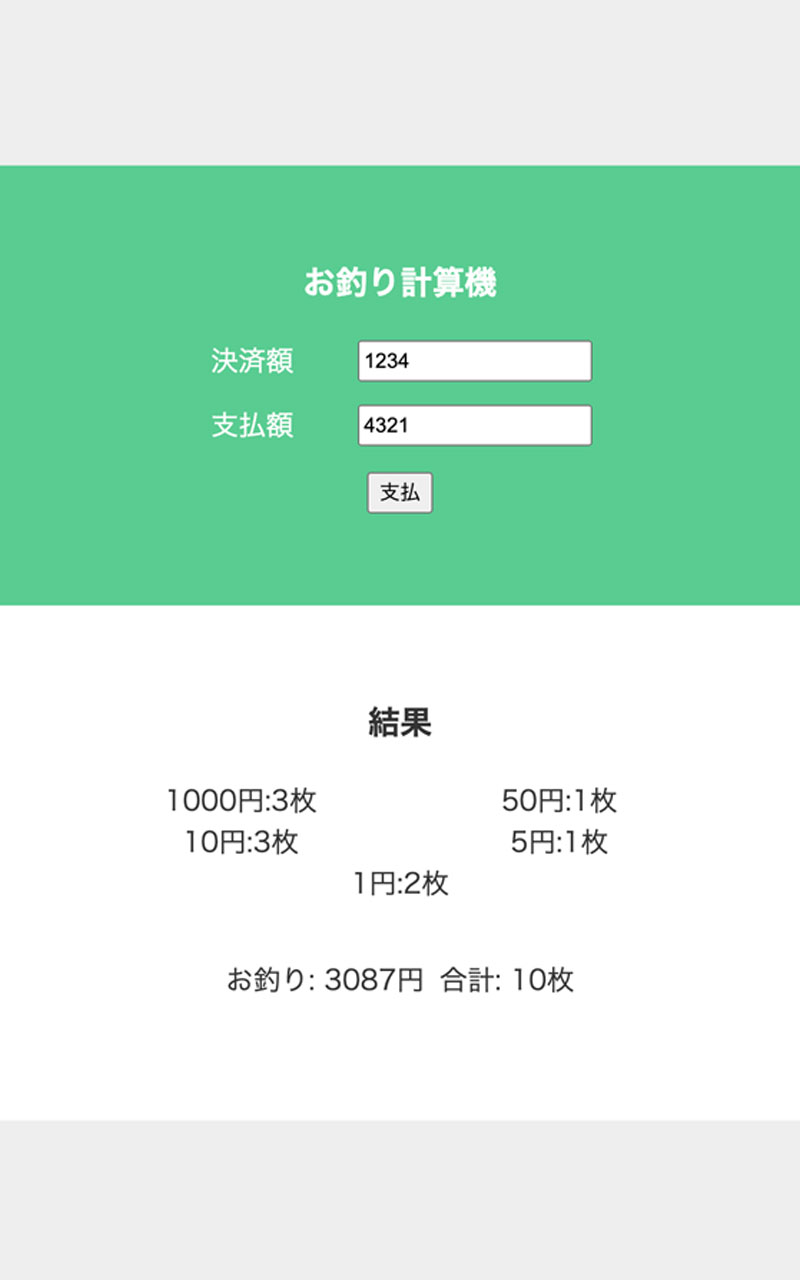 お釣り計算機
決済額 1234
支払額 4321
支払
結果
1000円:3枚 50円:1枚
10円:3枚 5円:1枚
1円:2枚
お釣り: 3087円 合計: 10枚